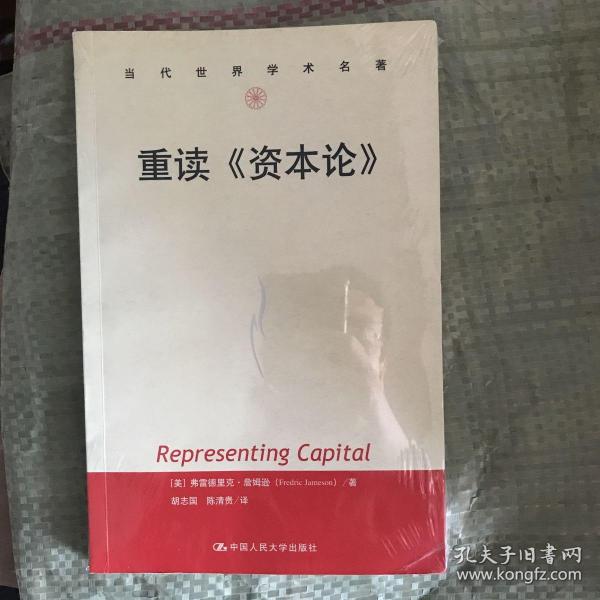 当代世界学术名著
重读《资本论》
Representing Capital
[美] 弗雷德里克·詹姆逊 (Fredric Jameson) /著
胡志国 陈清贵/译
中国人民大学出版社
孔夫子旧书网
www.kongfz.com